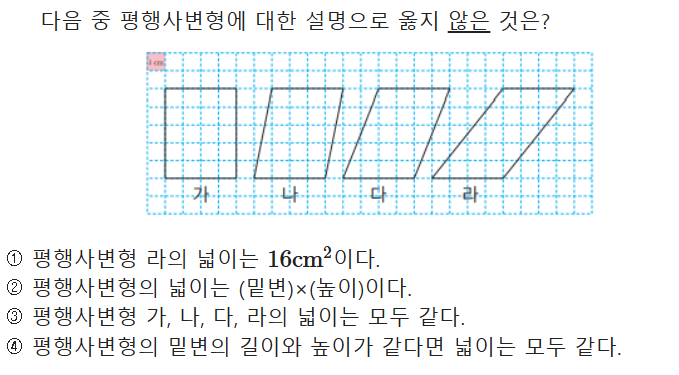 다음 중 평행사변형에 대한 설명으로 옳지 않은 것은?
1 cm
가 나 다 라
① 평행사변형 라의 넓이는 16cm²이다.
② 평행사변형의 넓이는 (밑변)×(높이)이다.
③ 평행사변형 가, 나, 다, 라의 넓이는 모두 같다.
④ 평행사변형의 밑변의 길이와 높이가 같다면 넓이는 모두 같다.